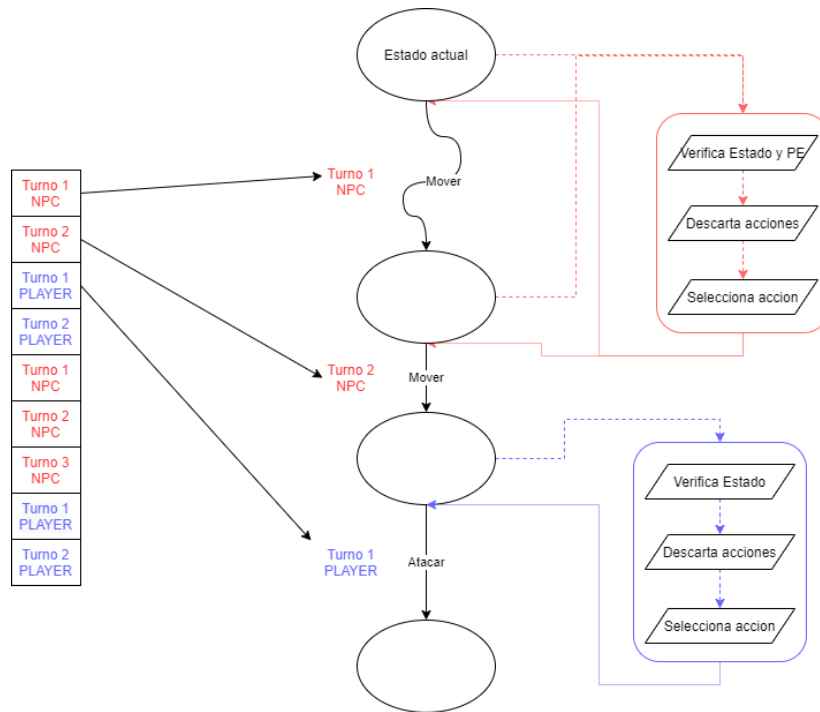 Estado actual
Turno 1
NPC
Turno 2
NPC
Turno 1
PLAYER
Turno 2
PLAYER
Turno 1
NPC
Turno 2
NPC
Turno 3
NPC
Turno 1
PLAYER
Turno 2
PLAYER
Turno 1
NPC
Mover
Turno 2
NPC
Mover
Turno 1
PLAYER
Atacar
Verifica Estado y PE
Descarta acciones
Selecciona accion
Verifica Estado
Descarta acciones
Selecciona accion